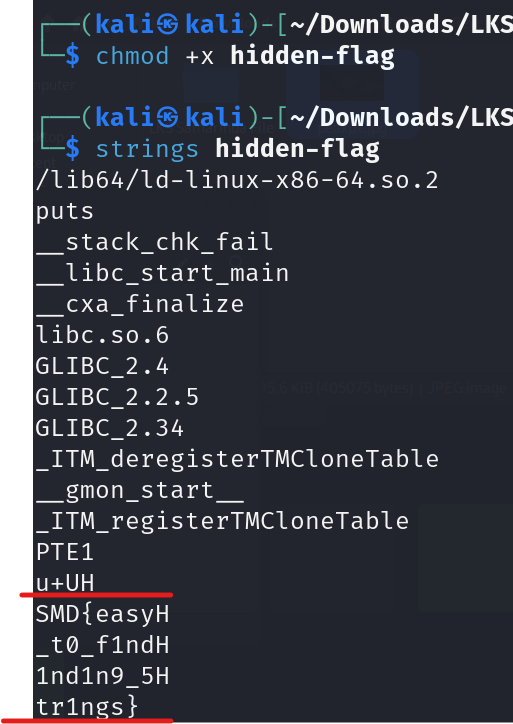 ┌──(kali㉿kali)-[~/Downloads/LKS
└─$ chmod +x hidden-flag
┌──(kali㉿kali)-[~/Downloads/LKS
└─$ strings hidden-flag
/lib64/ld-linux-x86-64.so.2
puts
__stack_chk_fail
__libc_start_main
__cxa_finalize
libc.so.6
GLIBC_2.4
GLIBC_2.2.5
GLIBC_2.34
_ITM_deregisterTMCloneTable
__gmon_start__
_ITM_registerTMCloneTable
PTE1
u+UH
SMD{easyH
_t0_f1ndH
1nd1n9_5H
tr1ngs}